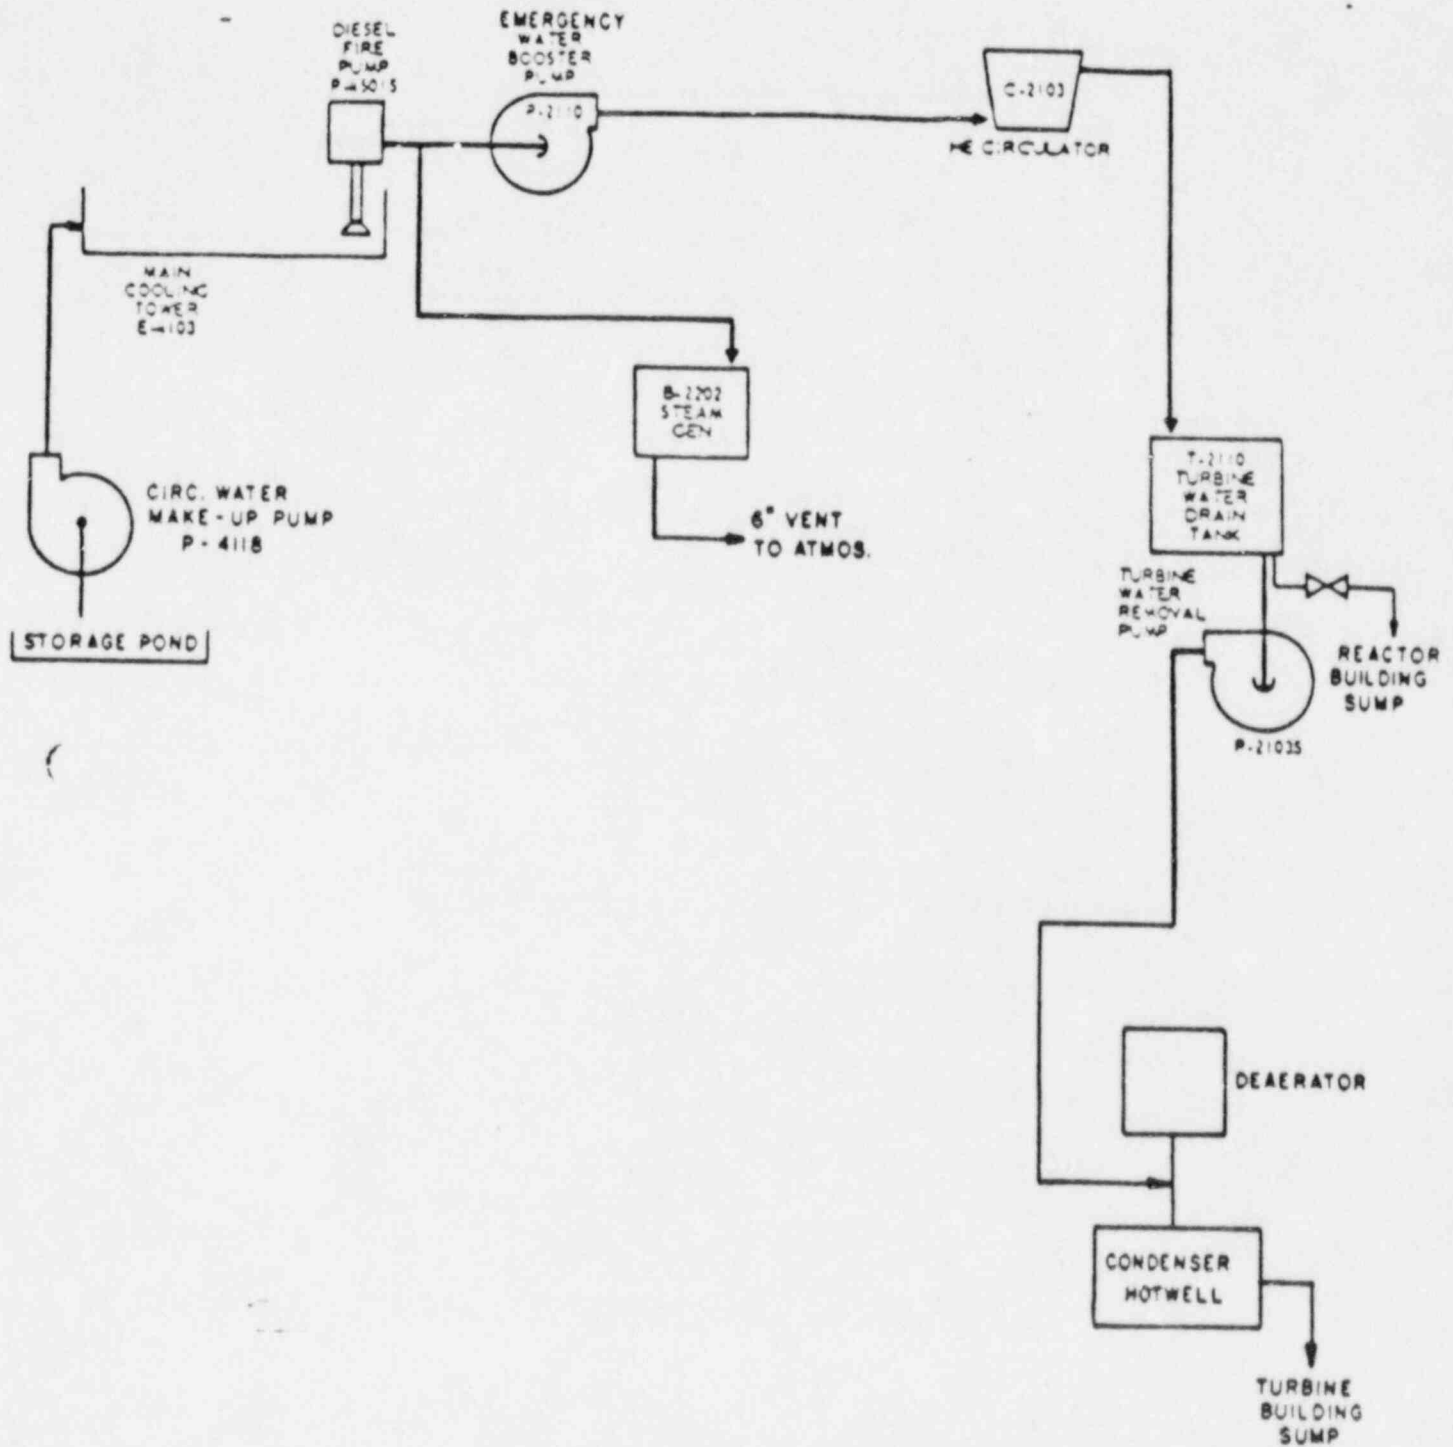 DIESEL
FIRE
PUMP
P-4501S
EMERGENCY
WATER
BOOSTER
PUMP
P-2110
C-2103
HE CIRCULATOR
MAIN
COOLING
TOWER
E-4103
B-2202
STEAM
GEN
6" VENT
TO ATMOS.
CIRC. WATER
MAKE-UP PUMP
P-4118
STORAGE POND
T-2110
TURBINE
WATER
DRAIN
TANK
TURBINE
WATER
REMOVAL
PUMP
REACTOR
BUILDING
SUMP
P-2103S
DEAERATOR
CONDENSER
HOTWELL
TURBINE
BUILDING
SUMP